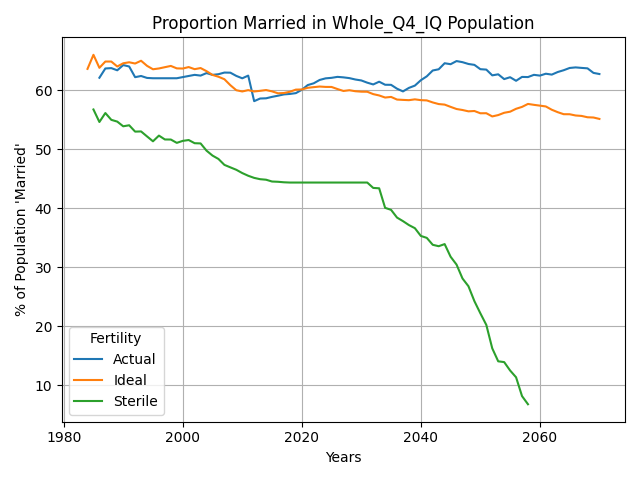 Proportion Married in Whole_Q4_IQ Population
% of Population 'Married'
60
50
40
30
20
10
Fertility
Actual
Ideal
Sterile
1980
2000
2020
2040
2060
Years